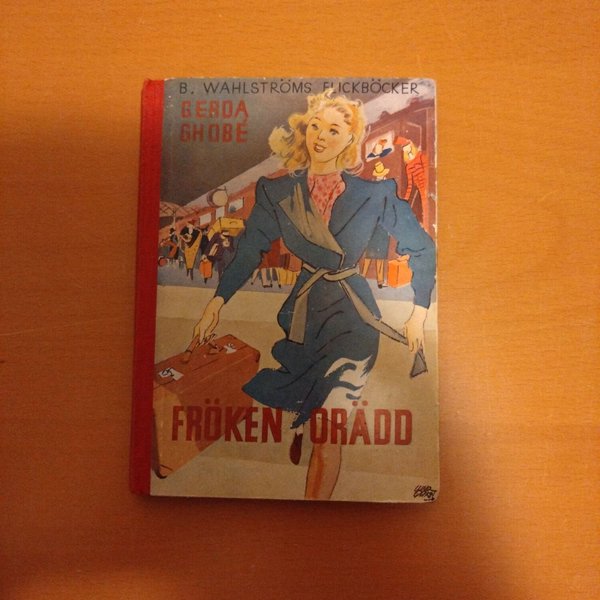 B. WAHLSTRÖMS FLICKBÖCKER
GERDA
GHOBÉ
FRÖKEN ORÄDD